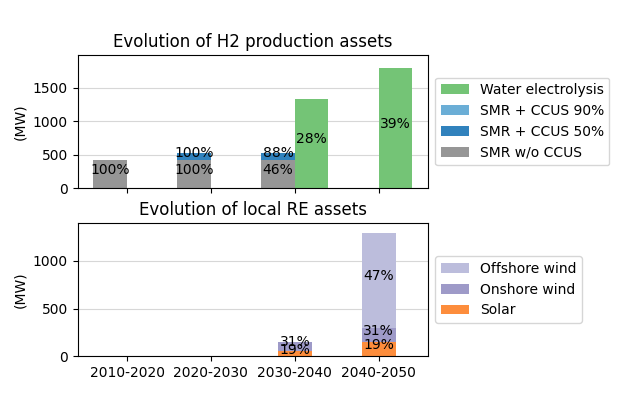 Evolution of H2 production assets
(MW)
1500
1000
500
0
100%
100%
100%
88%
46%
28%
39%
Water electrolysis
SMR + CCUS 90%
SMR + CCUS 50%
SMR w/o CCUS
Evolution of local RE assets
(MW)
1000
500
0
31%
19%
47%
31%
19%
2010-2020
2020-2030
2030-2040
2040-2050
Offshore wind
Onshore wind
Solar